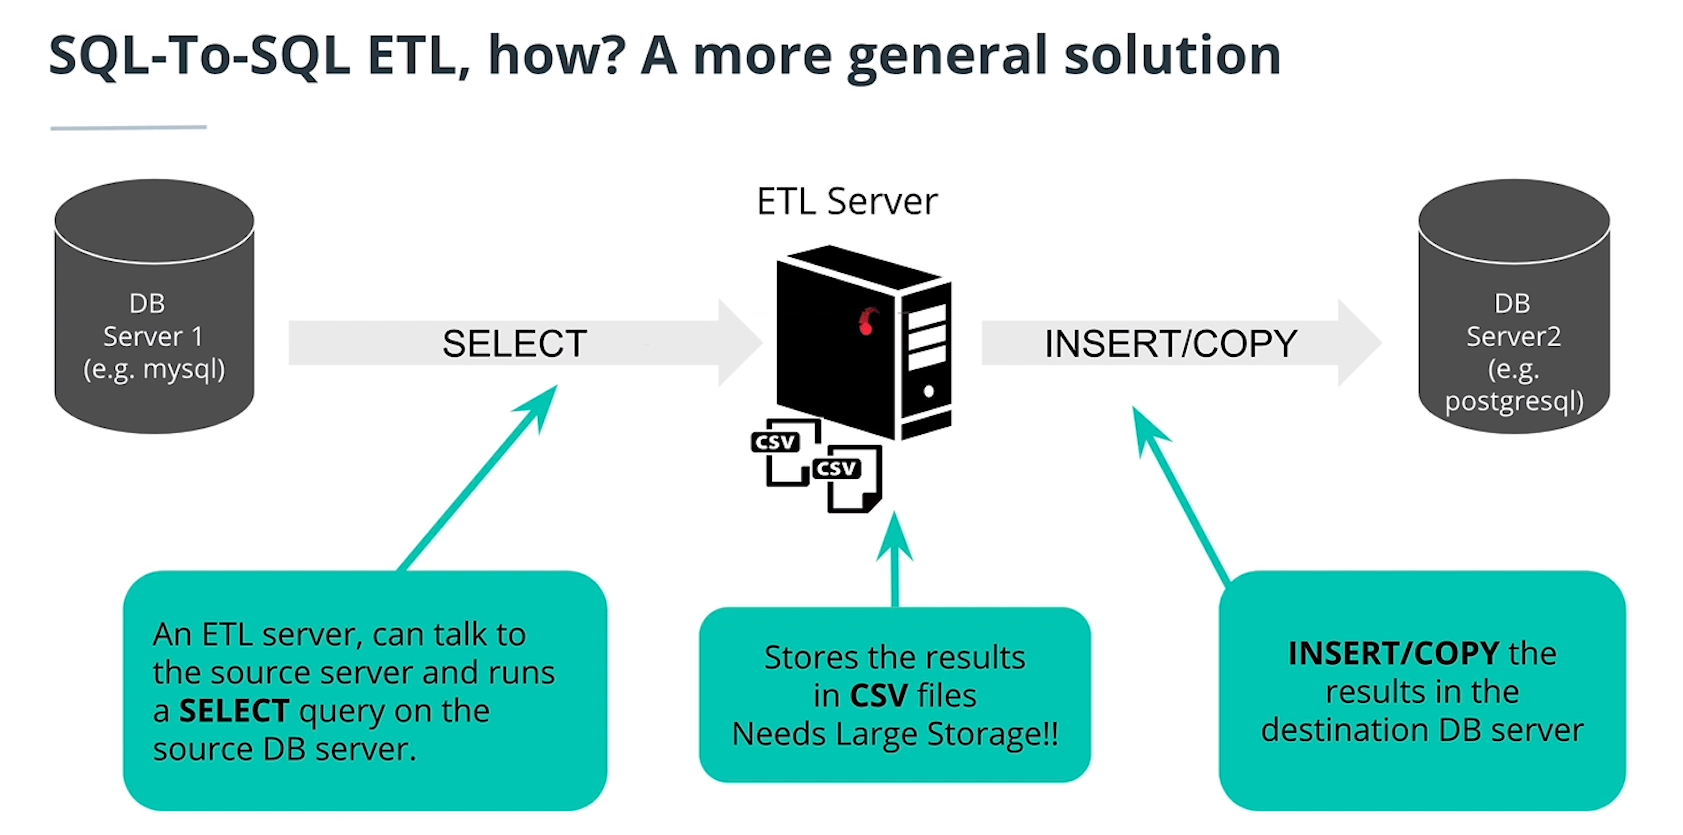 SQL-To-SQL ETL, how? A more general solution
ETL Server
DB
Server 1
(e.g. mysql)
SELECT
INSERT/COPY
DB
Server2
(e.g.
postgresql)
CSV
CSV
An ETL server, can talk to
the source server and runs
a SELECT query on the
source DB server.
Stores the results
in CSV files
Needs Large Storage!!
INSERT/COPY the
results in the
destination DB server